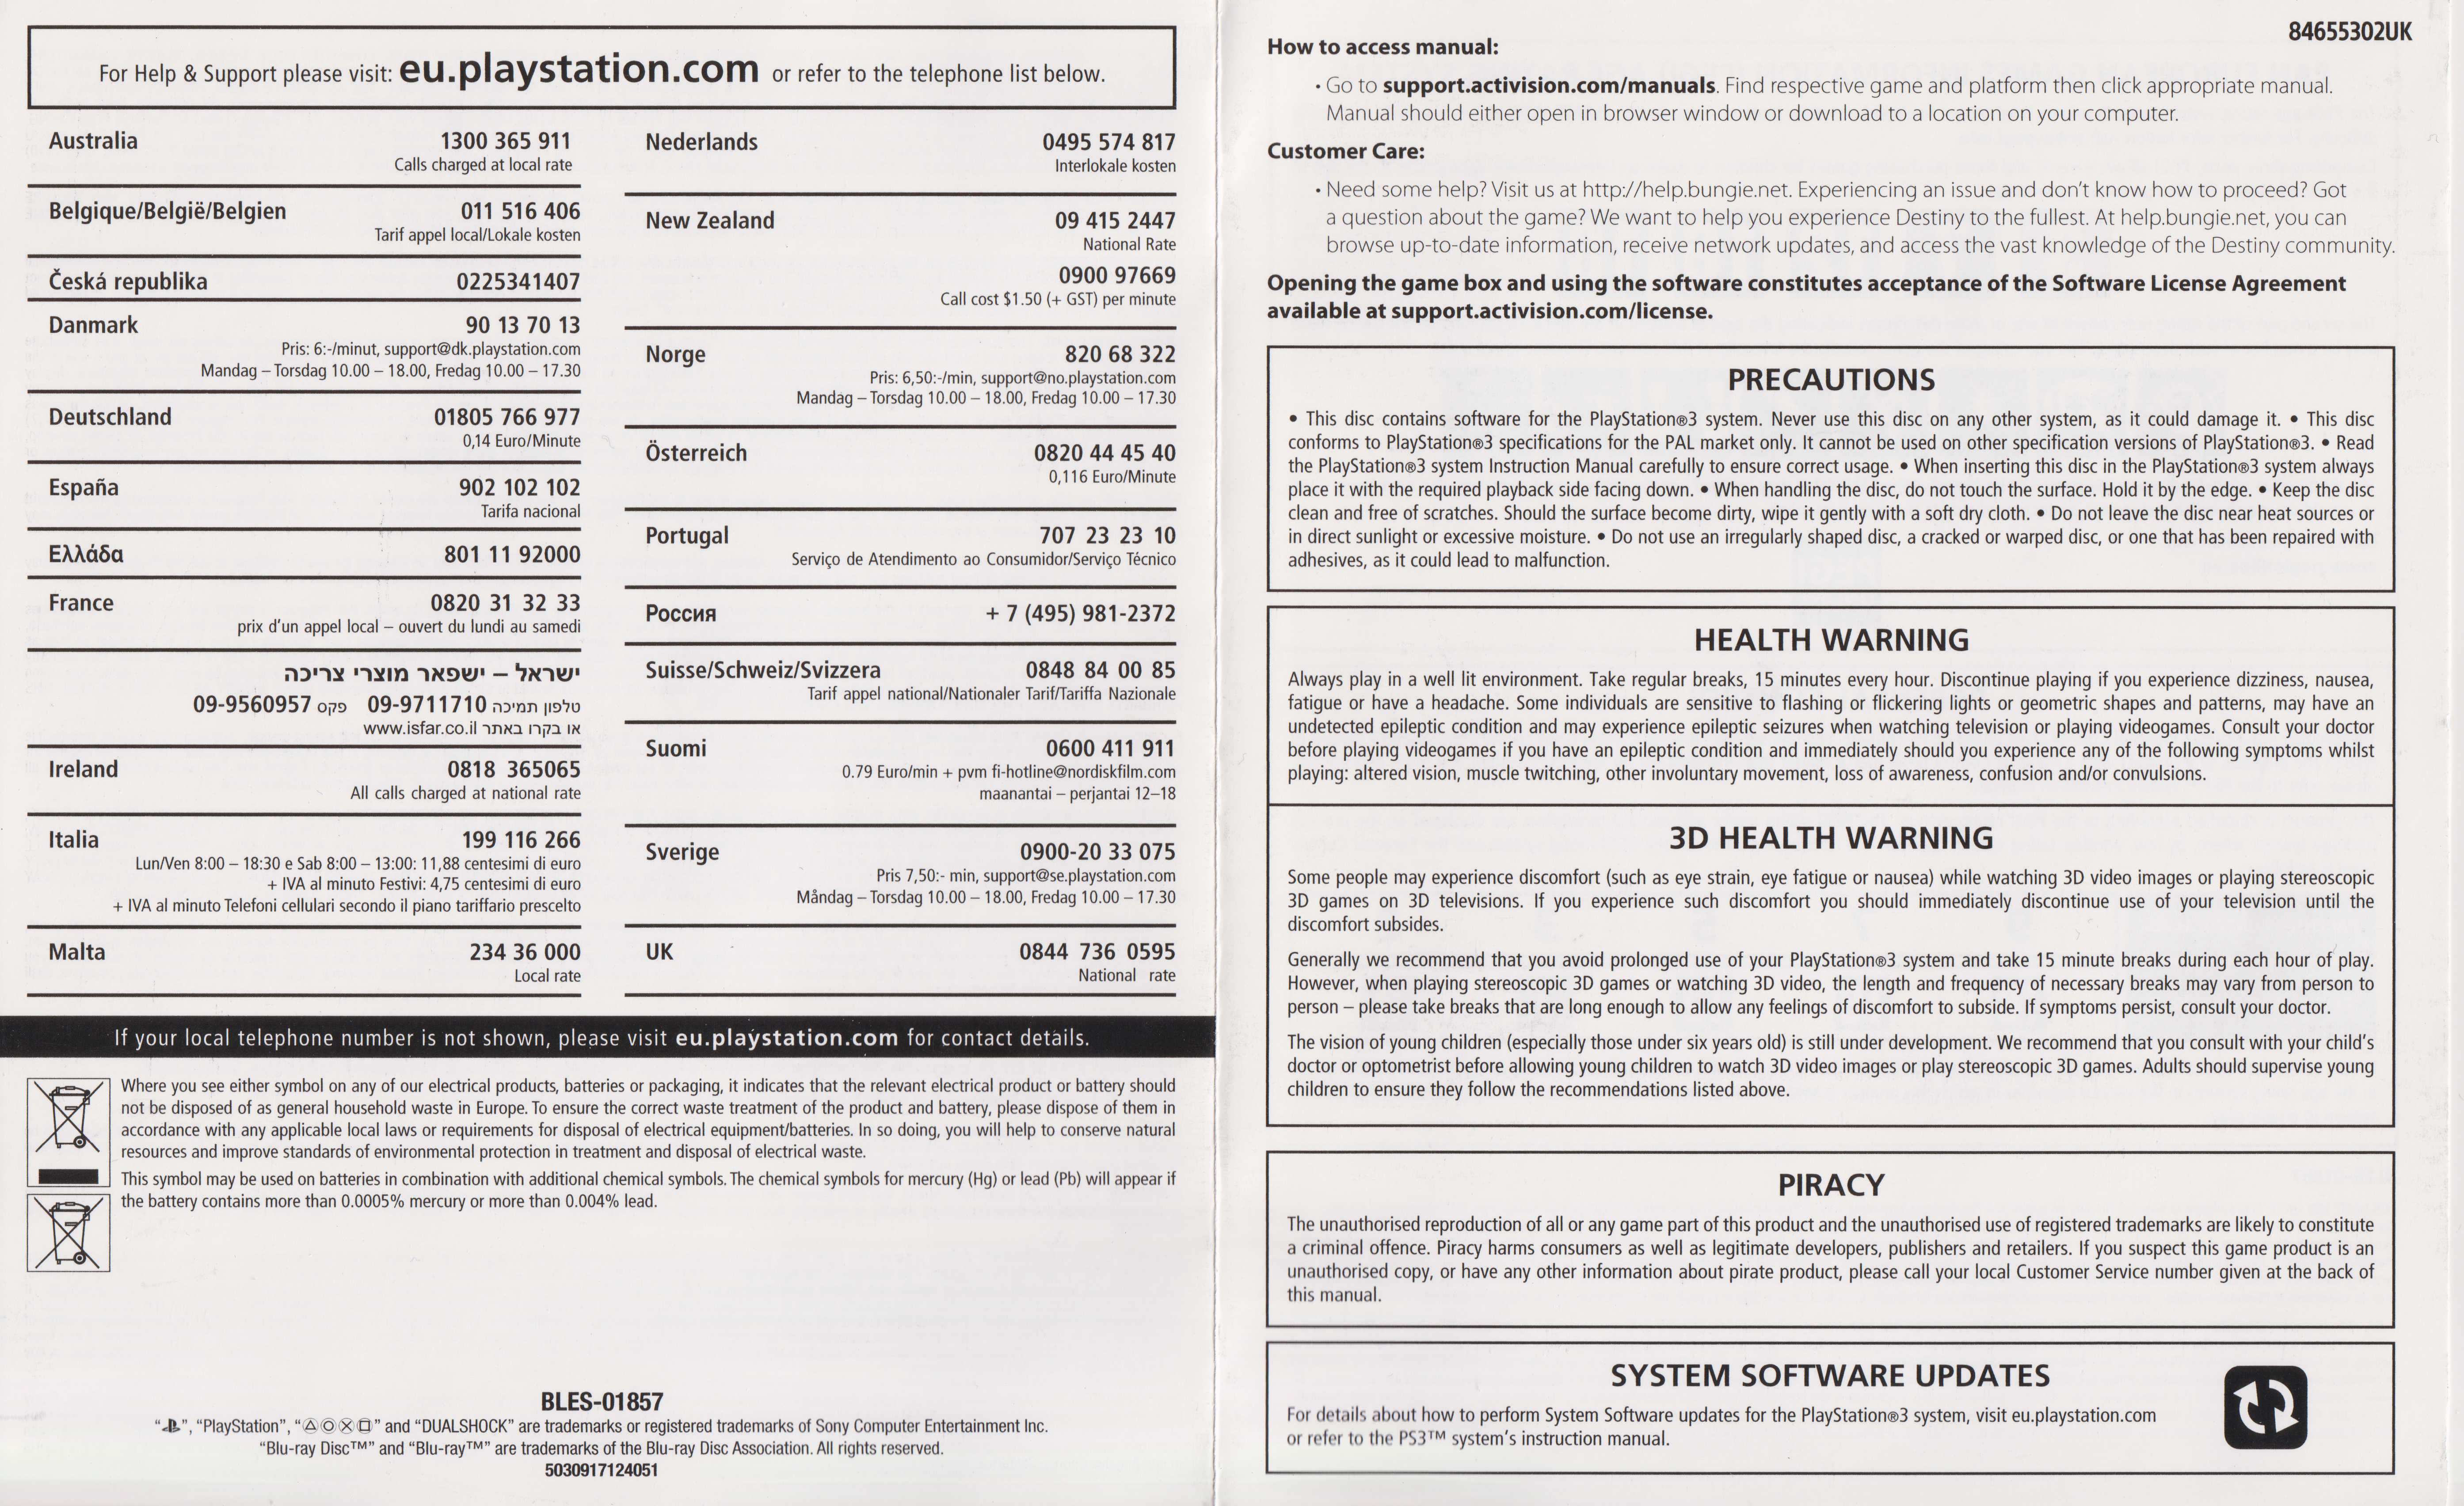 For Help & Support please visit: eu.playstation.com or refer to the telephone list below.
Australia 1300 365 911
Calls charged at local rate
Belgique/België/Belgien 011 516 406
Tarif appel local/Lokale kosten
Česká republika 0225341407
Danmark 90 13 70 13
Pris: 6:-/minut, support@dk.playstation.com
Mandag – Torsdag 10.00 – 18.00, Fredag 10.00 – 17.30
Deutschland 01805 766 977
0,14 Euro/Minute
España 902 102 102
Tarifa nacional
Ελλάδα 801 11 92000
France 0820 31 32 33
prix d'un appel local – ouvert du lundi au samedi
ישראל – ישפאר מוצרי צריכה
טלפון תמיכה 09-9711710 פקס 09-9560957
או בקרו באתר www.isfar.co.il
Ireland 0818 365065
All calls charged at national rate
Italia 199 116 266
Lun/Ven 8:00 – 18:30 e Sab 8:00 – 13:00: 11,88 centesimi di euro
+ IVA al minuto Festivi: 4,75 centesimi di euro
+ IVA al minuto Telefoni cellulari secondo il piano tariffario prescelto
Malta 234 36 000
Local rate
Nederlands 0495 574 817
Interlokale kosten
New Zealand 09 415 2447
National Rate
0900 97669
Call cost $1.50 (+ GST) per minute
Norge 820 68 322
Pris: 6,50:-/min, support@no.playstation.com
Mandag – Torsdag 10.00 – 18.00, Fredag 10.00 – 17.30
Österreich 0820 44 45 40
0,116 Euro/Minute
Portugal 707 23 23 10
Serviço de Atendimento ao Consumidor/Serviço Técnico
Россия + 7 (495) 981-2372
Suisse/Schweiz/Svizzera 0848 84 00 85
Tarif appel national/Nationaler Tarif/Tariffa Nazionale
Suomi 0600 411 911
0.79 Euro/min + pvm fi-hotline@nordiskfilm.com
maanantai – perjantai 12–18
Sverige 0900-20 33 075
Pris 7,50:- min, support@se.playstation.com
Måndag – Torsdag 10.00 – 18.00, Fredag 10.00 – 17.30
UK 0844 736 0595
National rate
If your local telephone number is not shown, please visit eu.playstation.com for contact details.
Where you see either symbol on any of our electrical products, batteries or packaging, it indicates that the relevant electrical product or battery should
not be disposed of as general household waste in Europe. To ensure the correct waste treatment of the product and battery, please dispose of them in
accordance with any applicable local laws or requirements for disposal of electrical equipment/batteries. In so doing, you will help to conserve natural
resources and improve standards of environmental protection in treatment and disposal of electrical waste.
This symbol may be used on batteries in combination with additional chemical symbols. The chemical symbols for mercury (Hg) or lead (Pb) will appear if
the battery contains more than 0.0005% mercury or more than 0.004% lead.
BLES-01857
“ ”, “PlayStation”, “ ” and “DUALSHOCK” are trademarks or registered trademarks of Sony Computer Entertainment Inc.
“Blu-ray Disc™” and “Blu-ray™” are trademarks of the Blu-ray Disc Association. All rights reserved.
5030917124051
84655302UK
How to access manual:
• Go to support.activision.com/manuals. Find respective game and platform then click appropriate manual.
Manual should either open in browser window or download to a location on your computer.
Customer Care:
• Need some help? Visit us at http://help.bungie.net. Experiencing an issue and don't know how to proceed? Got
a question about the game? We want to help you experience Destiny to the fullest. At help.bungie.net, you can
browse up-to-date information, receive network updates, and access the vast knowledge of the Destiny community.
Opening the game box and using the software constitutes acceptance of the Software License Agreement
available at support.activision.com/license.
PRECAUTIONS
• This disc contains software for the PlayStation®3 system. Never use this disc on any other system, as it could damage it. • This disc
conforms to PlayStation®3 specifications for the PAL market only. It cannot be used on other specification versions of PlayStation®3. • Read
the PlayStation®3 system Instruction Manual carefully to ensure correct usage. • When inserting this disc in the PlayStation®3 system always
place it with the required playback side facing down. • When handling the disc, do not touch the surface. Hold it by the edge. • Keep the disc
clean and free of scratches. Should the surface become dirty, wipe it gently with a soft dry cloth. • Do not leave the disc near heat sources or
in direct sunlight or excessive moisture. • Do not use an irregularly shaped disc, a cracked or warped disc, or one that has been repaired with
adhesives, as it could lead to malfunction.
HEALTH WARNING
Always play in a well lit environment. Take regular breaks, 15 minutes every hour. Discontinue playing if you experience dizziness, nausea,
fatigue or have a headache. Some individuals are sensitive to flashing or flickering lights or geometric shapes and patterns, may have an
undetected epileptic condition and may experience epileptic seizures when watching television or playing videogames. Consult your doctor
before playing videogames if you have an epileptic condition and immediately should you experience any of the following symptoms whilst
playing: altered vision, muscle twitching, other involuntary movement, loss of awareness, confusion and/or convulsions.
3D HEALTH WARNING
Some people may experience discomfort (such as eye strain, eye fatigue or nausea) while watching 3D video images or playing stereoscopic
3D games on 3D televisions. If you experience such discomfort you should immediately discontinue use of your television until the
discomfort subsides.
Generally we recommend that you avoid prolonged use of your PlayStation®3 system and take 15 minute breaks during each hour of play.
However, when playing stereoscopic 3D games or watching 3D video, the length and frequency of necessary breaks may vary from person to
person – please take breaks that are long enough to allow any feelings of discomfort to subside. If symptoms persist, consult your doctor.
The vision of young children (especially those under six years old) is still under development. We recommend that you consult with your child's
doctor or optometrist before allowing young children to watch 3D video images or play stereoscopic 3D games. Adults should supervise young
children to ensure they follow the recommendations listed above.
PIRACY
The unauthorised reproduction of all or any game part of this product and the unauthorised use of registered trademarks are likely to constitute
a criminal offence. Piracy harms consumers as well as legitimate developers, publishers and retailers. If you suspect this game product is an
unauthorised copy, or have any other information about pirate product, please call your local Customer Service number given at the back of
this manual.
SYSTEM SOFTWARE UPDATES
For details about how to perform System Software updates for the PlayStation®3 system, visit eu.playstation.com
or refer to the PS3™ system's instruction manual.